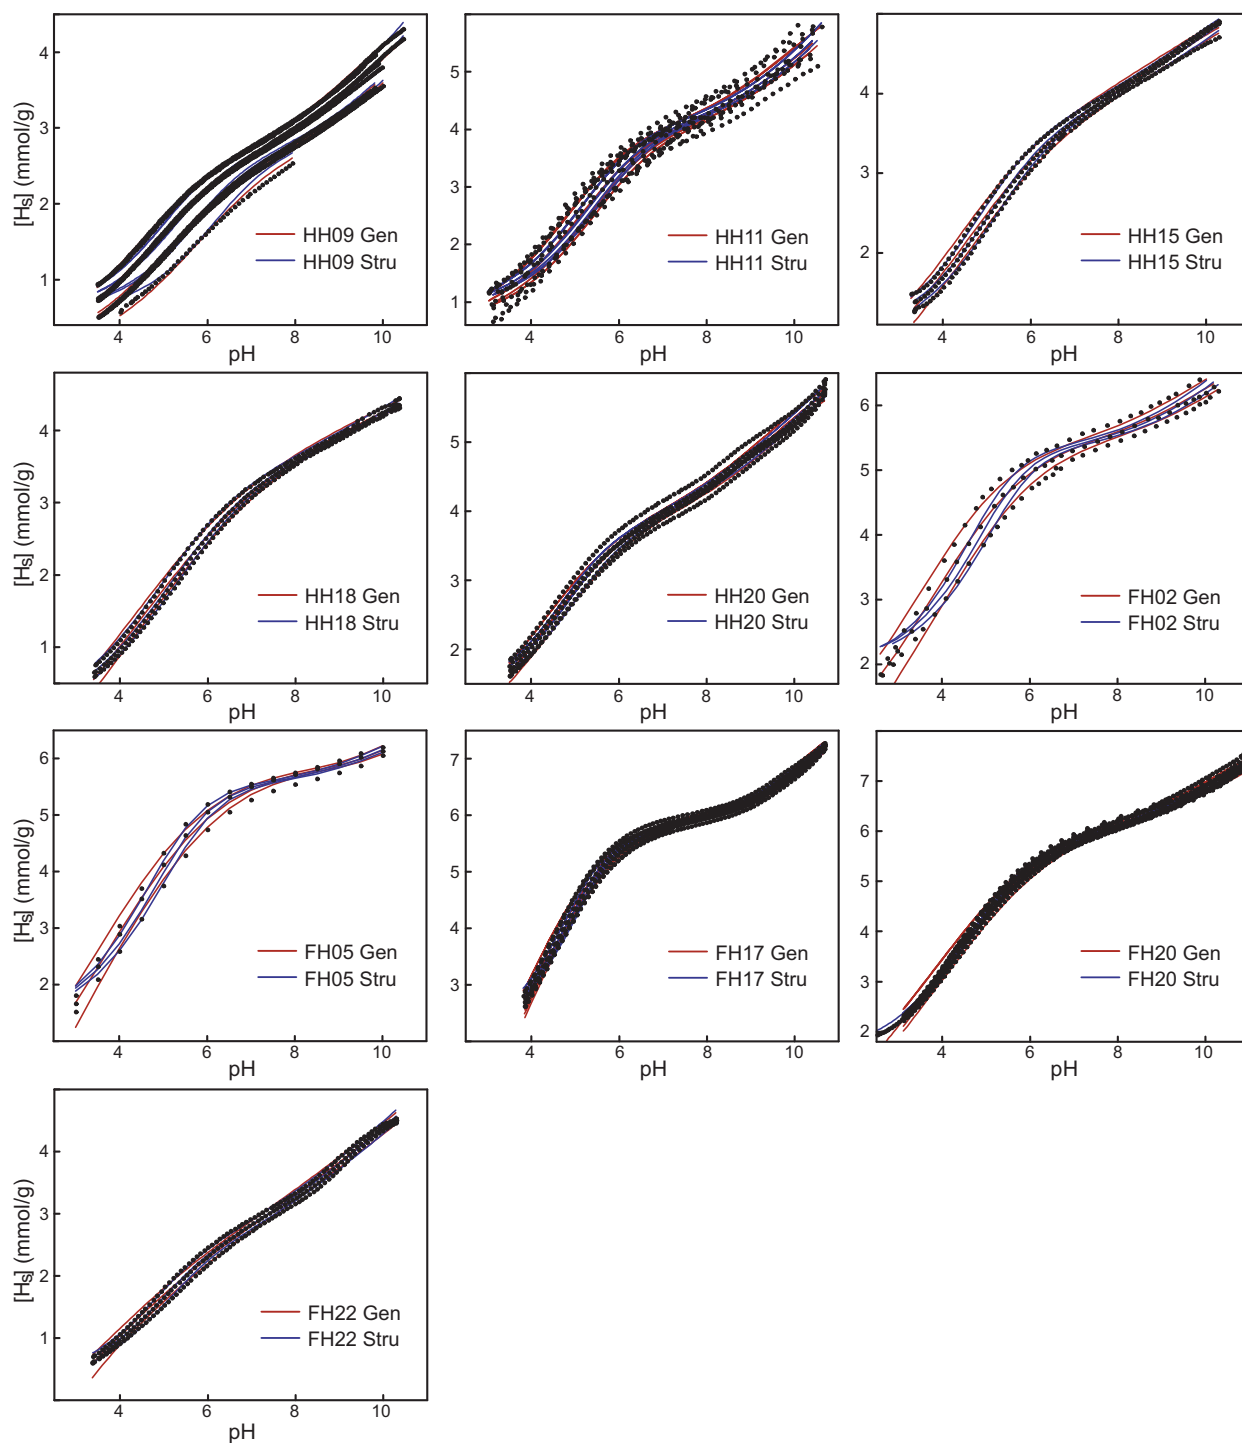 [Hs] (mmol/g)
4
3
2
1
HH09 Gen
HH09 Stru
4 6 8 10
pH
5
4
3
2
1
HH11 Gen
HH11 Stru
4 6 8 10
pH
4
3
2
HH15 Gen
HH15 Stru
4 6 8 10
pH
[Hs] (mmol/g)
4
3
2
1
HH18 Gen
HH18 Stru
4 6 8 10
pH
5
4
3
2
HH20 Gen
HH20 Stru
4 6 8 10
pH
6
5
4
3
2
FH02 Gen
FH02 Stru
4 6 8 10
pH
[Hs] (mmol/g)
6
5
4
3
2
FH05 Gen
FH05 Stru
4 6 8 10
pH
7
6
5
4
3
FH17 Gen
FH17 Stru
4 6 8 10
pH
7
6
5
4
3
2
FH20 Gen
FH20 Stru
4 6 8 10
pH
[Hs] (mmol/g)
4
3
2
1
FH22 Gen
FH22 Stru
4 6 8 10
pH